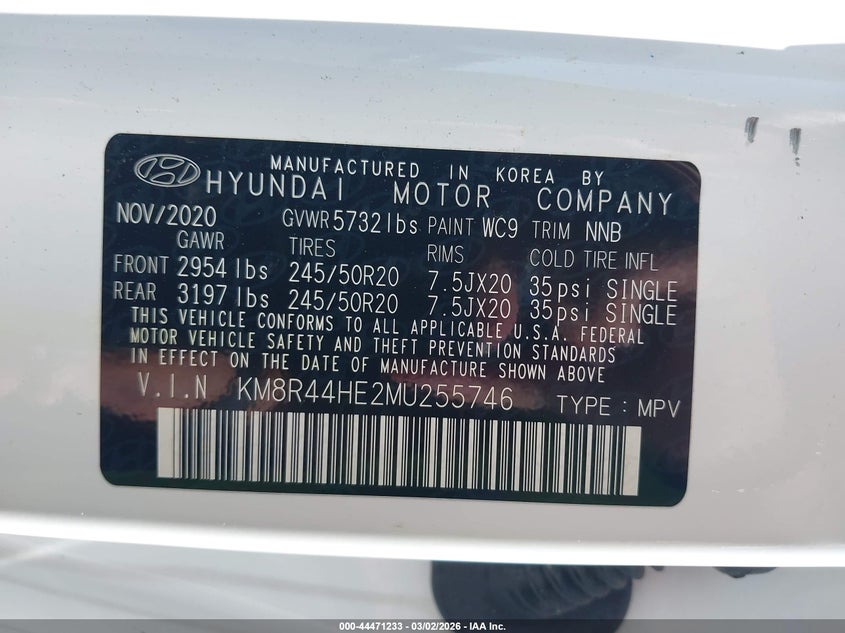 MANUFACTURED IN KOREA BY
HYUNDAI MOTOR COMPANY
NOV/2020 GVWR 5732 lbs PAINT WC9 TRIM NNB
GAWR TIRES RIMS COLD TIRE INFL
FRONT 2954 lbs 245/50R20 7.5JX20 35psi SINGLE
REAR 3197 lbs 245/50R20 7.5JX20 35psi SINGLE
THIS VEHICLE CONFORMS TO ALL APPLICABLE U.S.A. FEDERAL
MOTOR VEHICLE SAFETY AND THEFT PREVENTION STANDARDS
IN EFFECT ON THE DATE OF MANUFACTURE SHOWN ABOVE.
V.I.N KM8R44HE2MU255746 TYPE : MPV
000-44471233 - 03/02/2026 - IAA Inc.